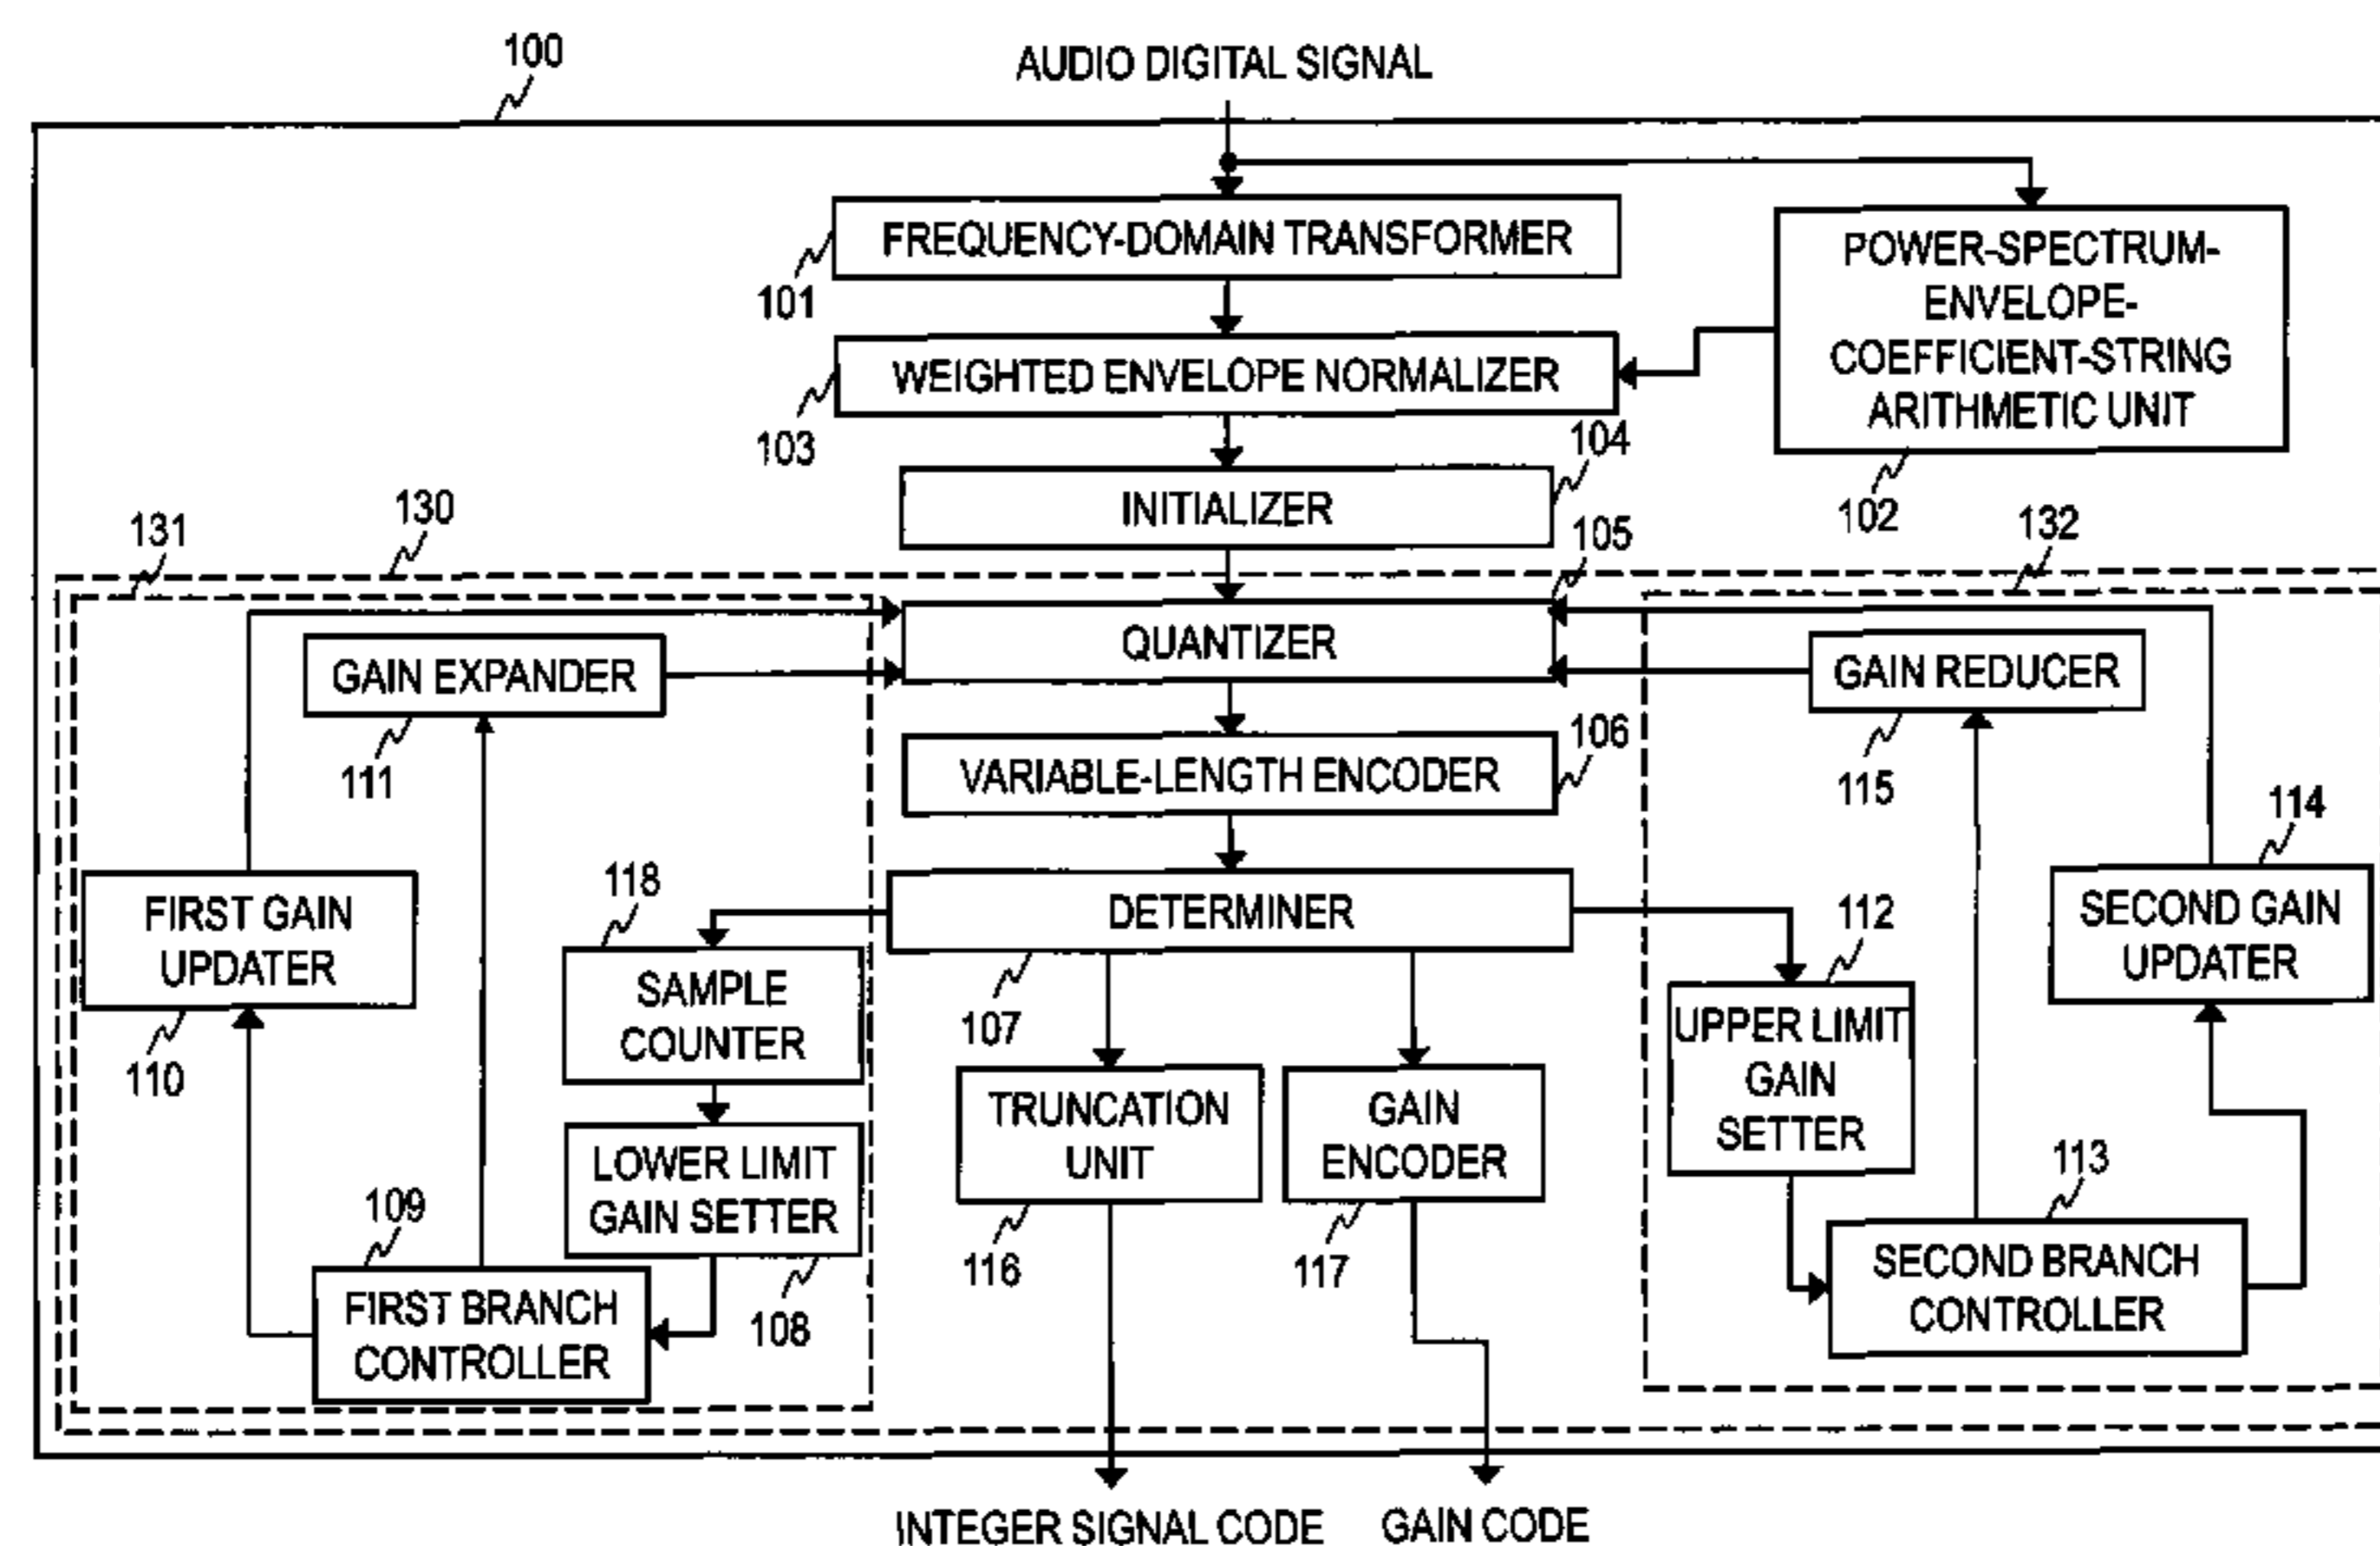 100
AUDIO DIGITAL SIGNAL
FREQUENCY-DOMAIN TRANSFORMER
101
POWER-SPECTRUM-
ENVELOPE-
COEFFICIENT-STRING
ARITHMETIC UNIT
102
WEIGHTED ENVELOPE NORMALIZER
103
104
INITIALIZER
131
130
105
132
QUANTIZER
GAIN EXPANDER
111
GAIN REDUCER
115
106
VARIABLE-LENGTH ENCODER
114
FIRST GAIN
UPDATER
110
118
SAMPLE
COUNTER
DETERMINER
107
112
UPPER LIMIT
GAIN
SETTER
SECOND GAIN
UPDATER
LOWER LIMIT
GAIN SETTER
108
TRUNCATION
UNIT
116
GAIN
ENCODER
117
109
FIRST BRANCH
CONTROLLER
113
SECOND BRANCH
CONTROLLER
INTEGER SIGNAL CODE
GAIN CODE